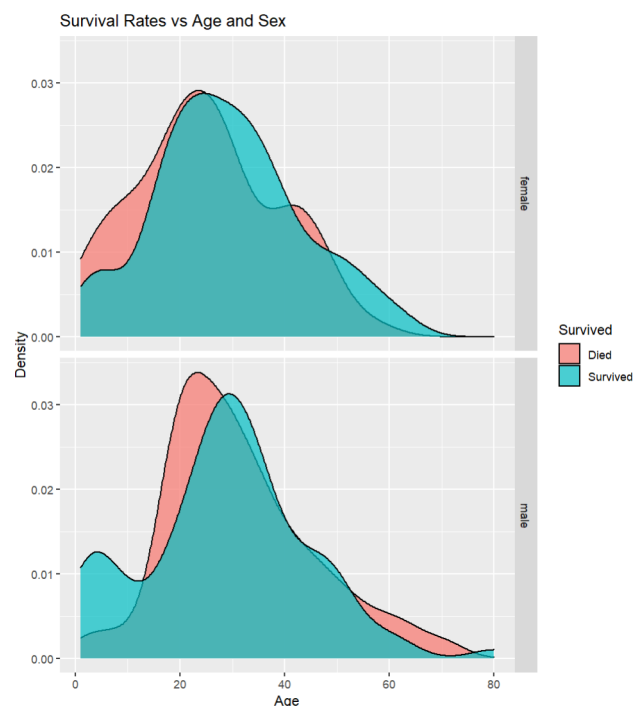 Survival Rates vs Age and Sex
0.03
0.02
0.01
0.00
female
0.03
0.02
0.01
0.00
male
0 20 40 60 80
Age
Density
Survived
Died
Survived